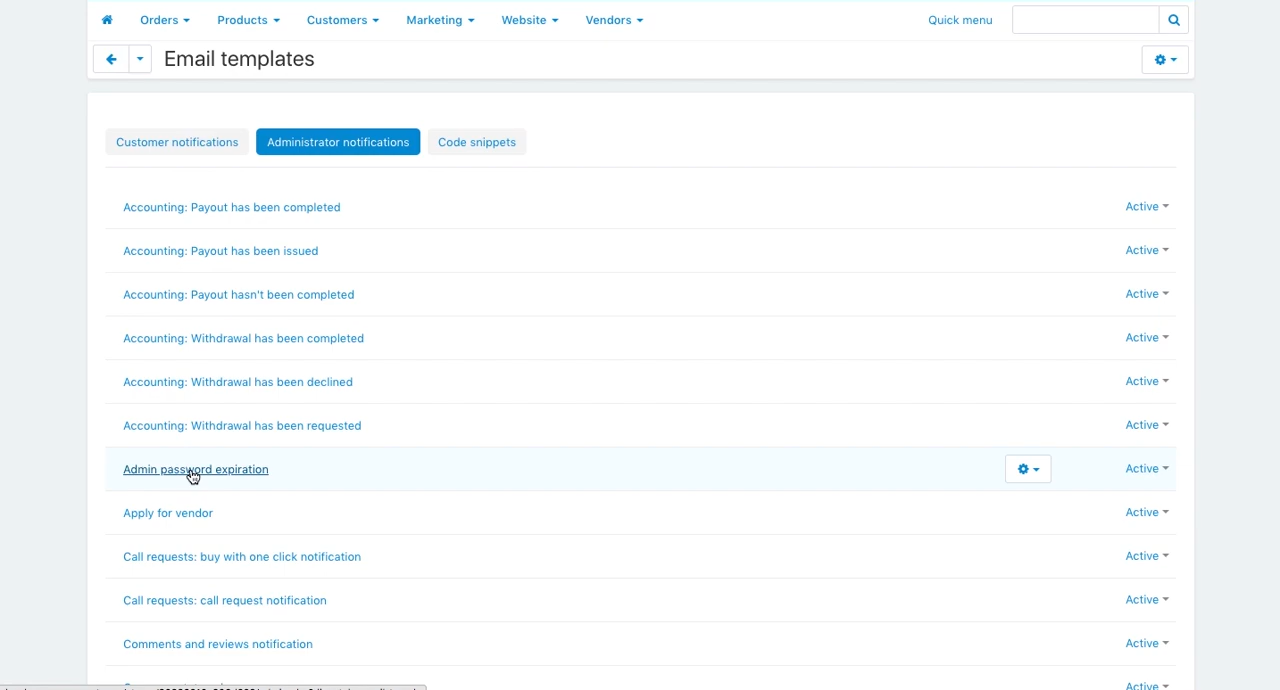 Orders Products Customers Marketing Website Vendors Quick menu
Email templates
Customer notifications Administrator notifications Code snippets
Accounting: Payout has been completed Active
Accounting: Payout has been issued Active
Accounting: Payout hasn't been completed Active
Accounting: Withdrawal has been completed Active
Accounting: Withdrawal has been declined Active
Accounting: Withdrawal has been requested Active
Admin password expiration Active
Apply for vendor Active
Call requests: buy with one click notification Active
Call requests: call request notification Active
Comments and reviews notification Active
Active